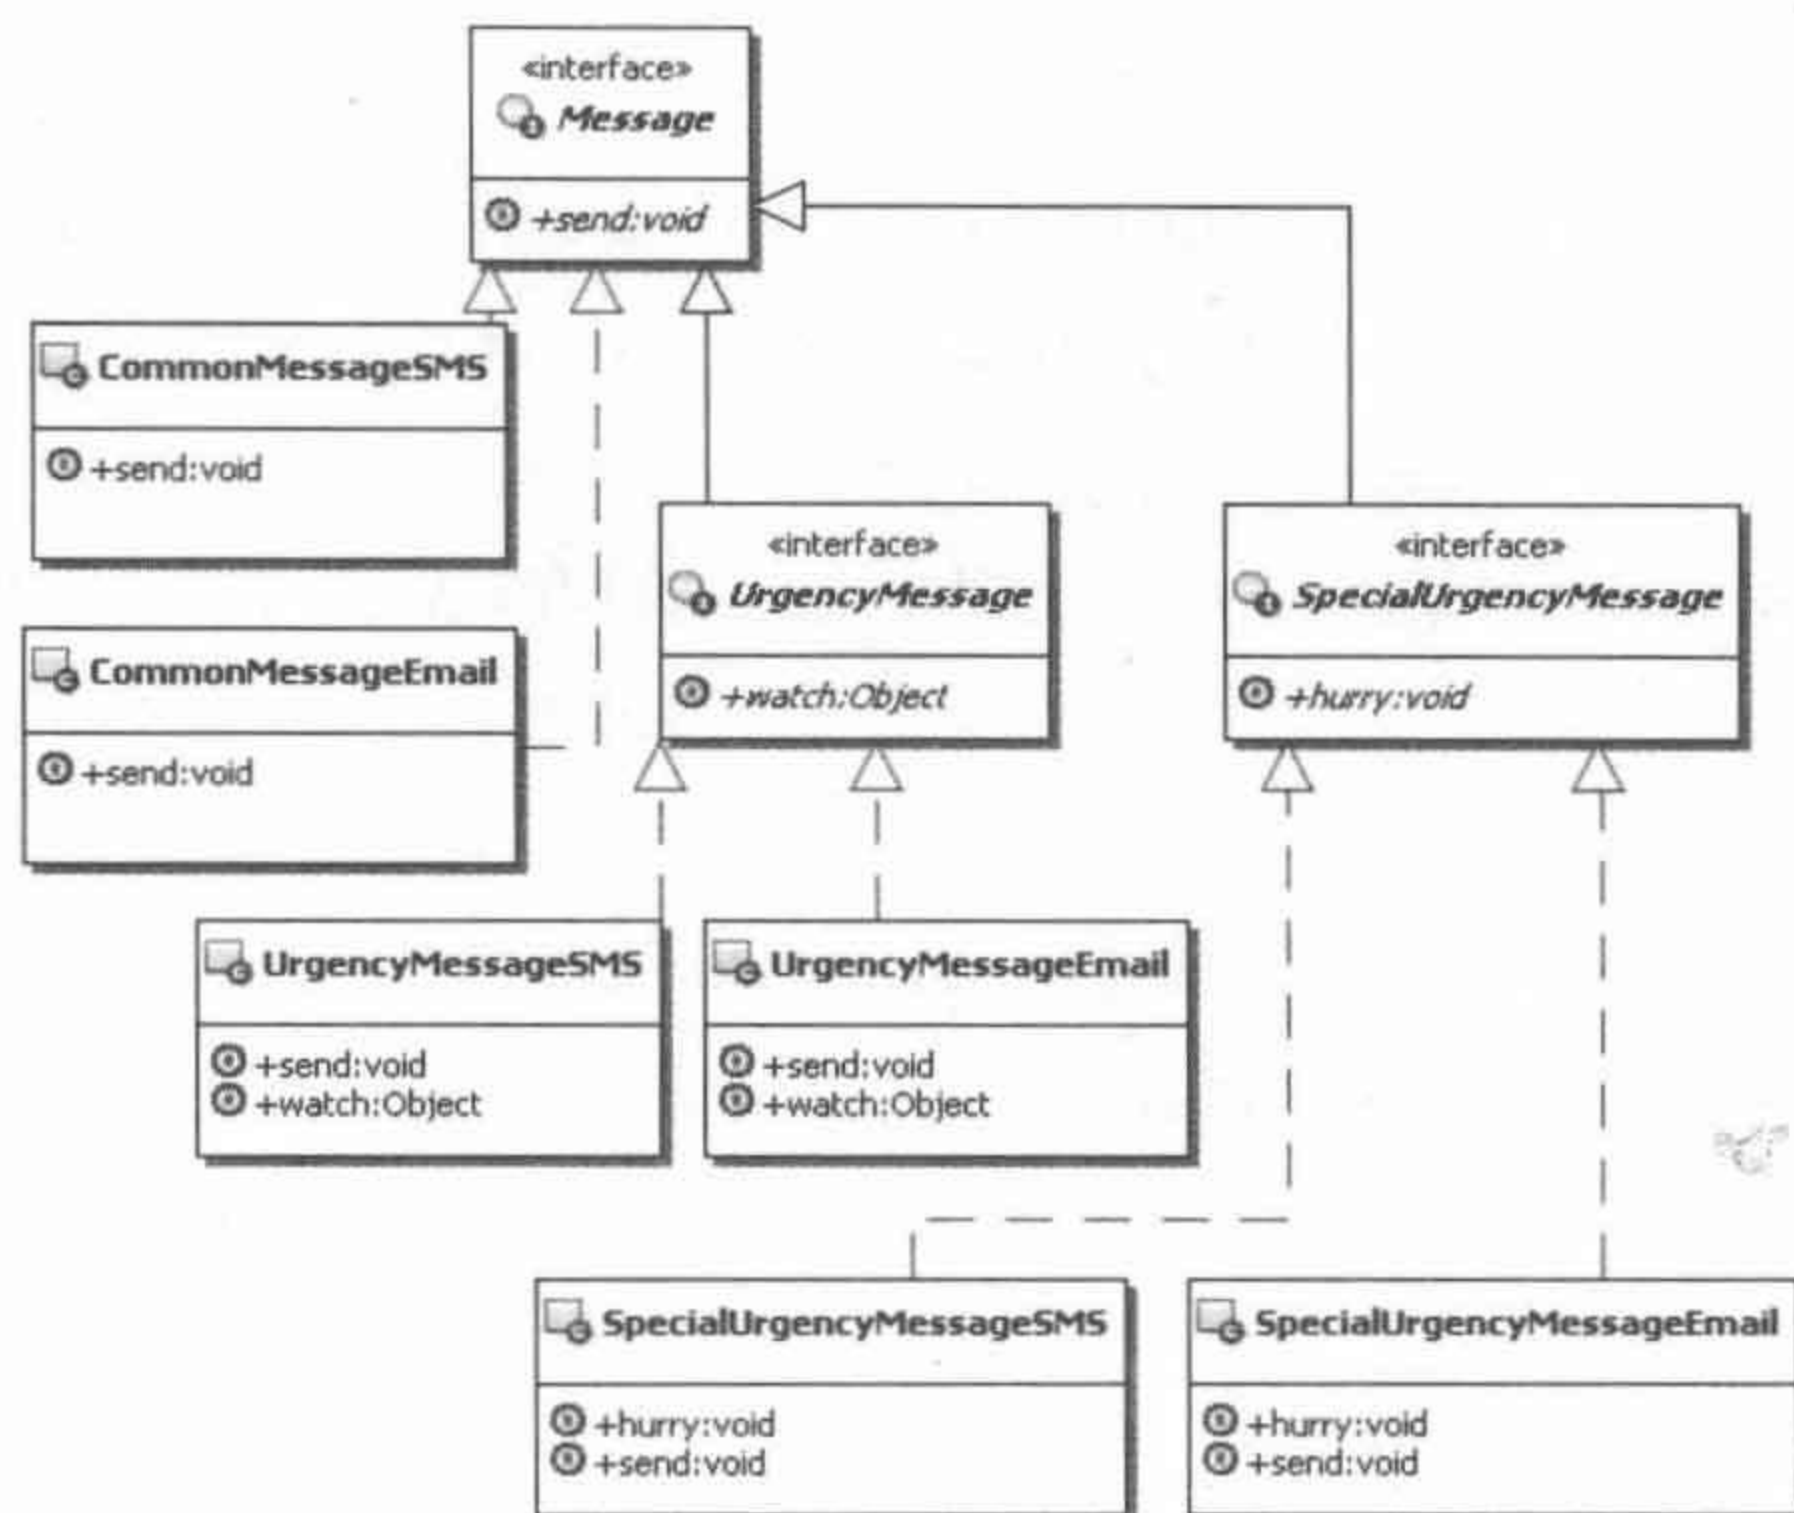 «interface»
Message
+send:void
CommonMessageSMS
+send:void
«interface»
UrgencyMessage
+watch:Object
«interface»
SpecialUrgencyMessage
+hurry:void
CommonMessageEmail
+send:void
UrgencyMessageSMS
+send:void
+watch:Object
UrgencyMessageEmail
+send:void
+watch:Object
SpecialUrgencyMessageSMS
+hurry:void
+send:void
SpecialUrgencyMessageEmail
+hurry:void
+send:void